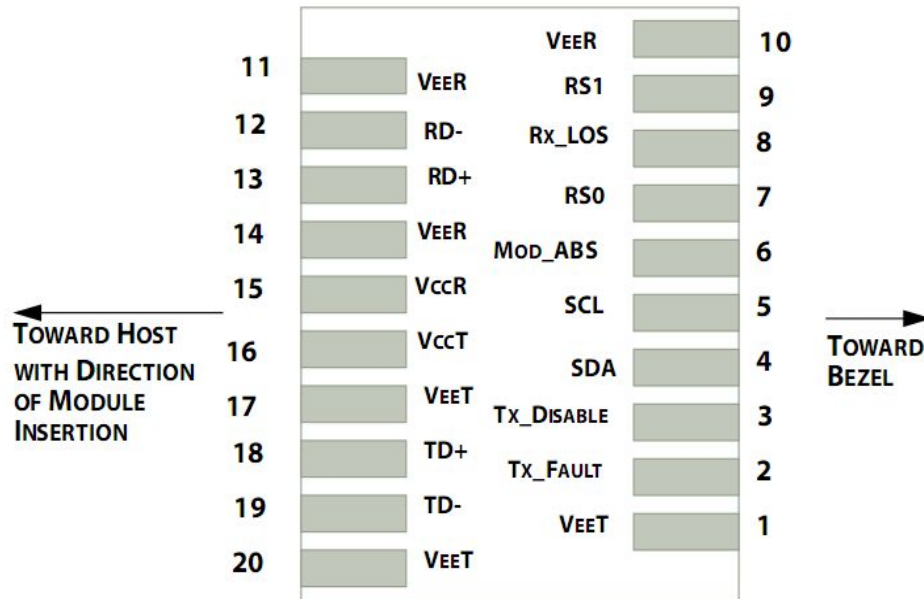 11 VEER
12 RD-
13 RD+
14 VEER
15 VCCR
16 VCCT
17 VEET
18 TD+
19 TD-
20 VEET
VEER 10
RS1 9
RX_LOS 8
RS0 7
MOD_ABS 6
SCL 5
SDA 4
TX_DISABLE 3
TX_FAULT 2
VEET 1
TOWARD HOST
WITH DIRECTION
OF MODULE
INSERTION
TOWARD
BEZEL